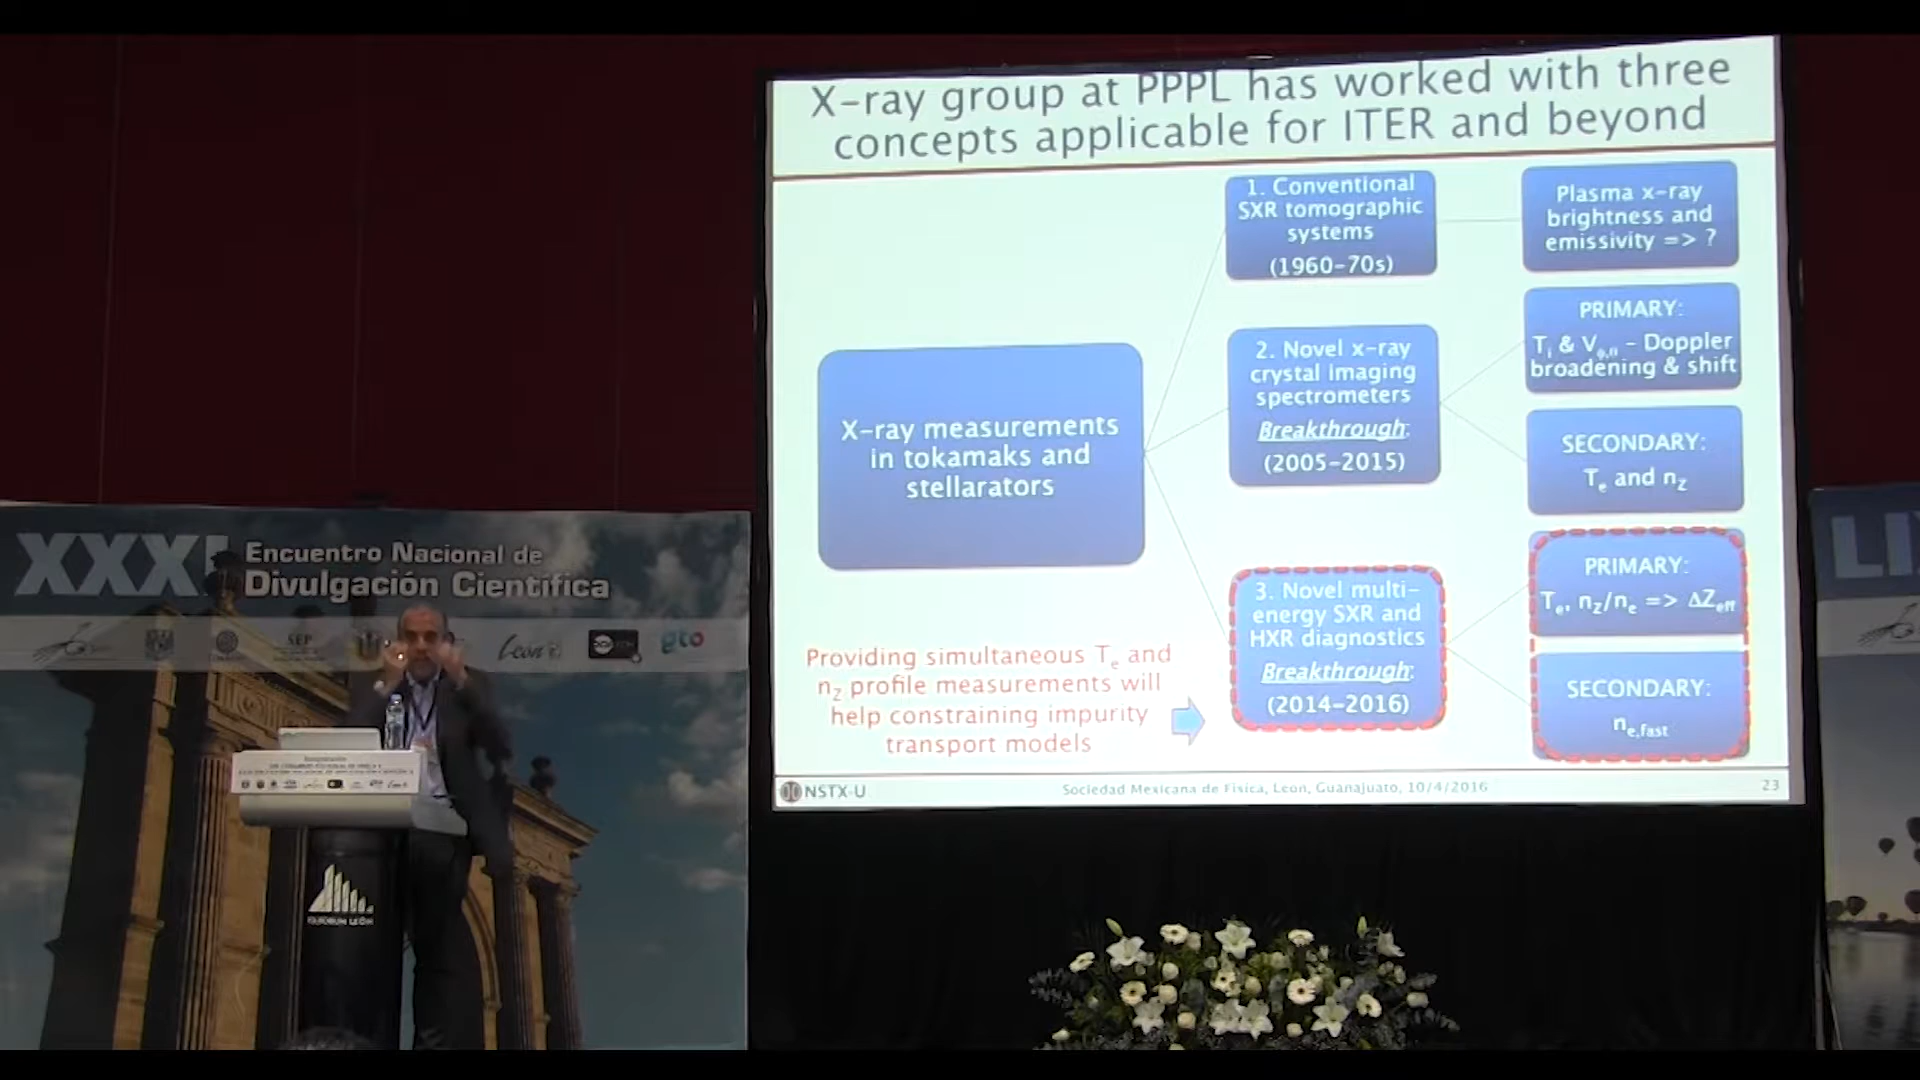 X-ray group at PPPL has worked with three
concepts applicable for ITER and beyond
X-ray measurements
in tokamaks and
stellarators
1. Conventional
SXR tomographic
systems
(1960-70s)
Plasma x-ray
brightness and
emissivity => ?
2. Novel x-ray
crystal imaging
spectrometers
Breakthrough:
(2005-2015)
PRIMARY:
Ti & Vφ,θ - Doppler
broadening & shift
SECONDARY:
Te and nZ
3. Novel multi-
energy SXR and
HXR diagnostics
Breakthrough:
(2014-2016)
PRIMARY:
Te, nZ/ne => ΔZeff
SECONDARY:
ne,fast
Providing simultaneous Te and
nZ profile measurements will
help constraining impurity
transport models
NSTX-U
Sociedad Mexicana de Física, León, Guanajuato, 10/4/2016
23
XXXI
Encuentro Nacional de
Divulgación Científica
SEP
León
gto
LI